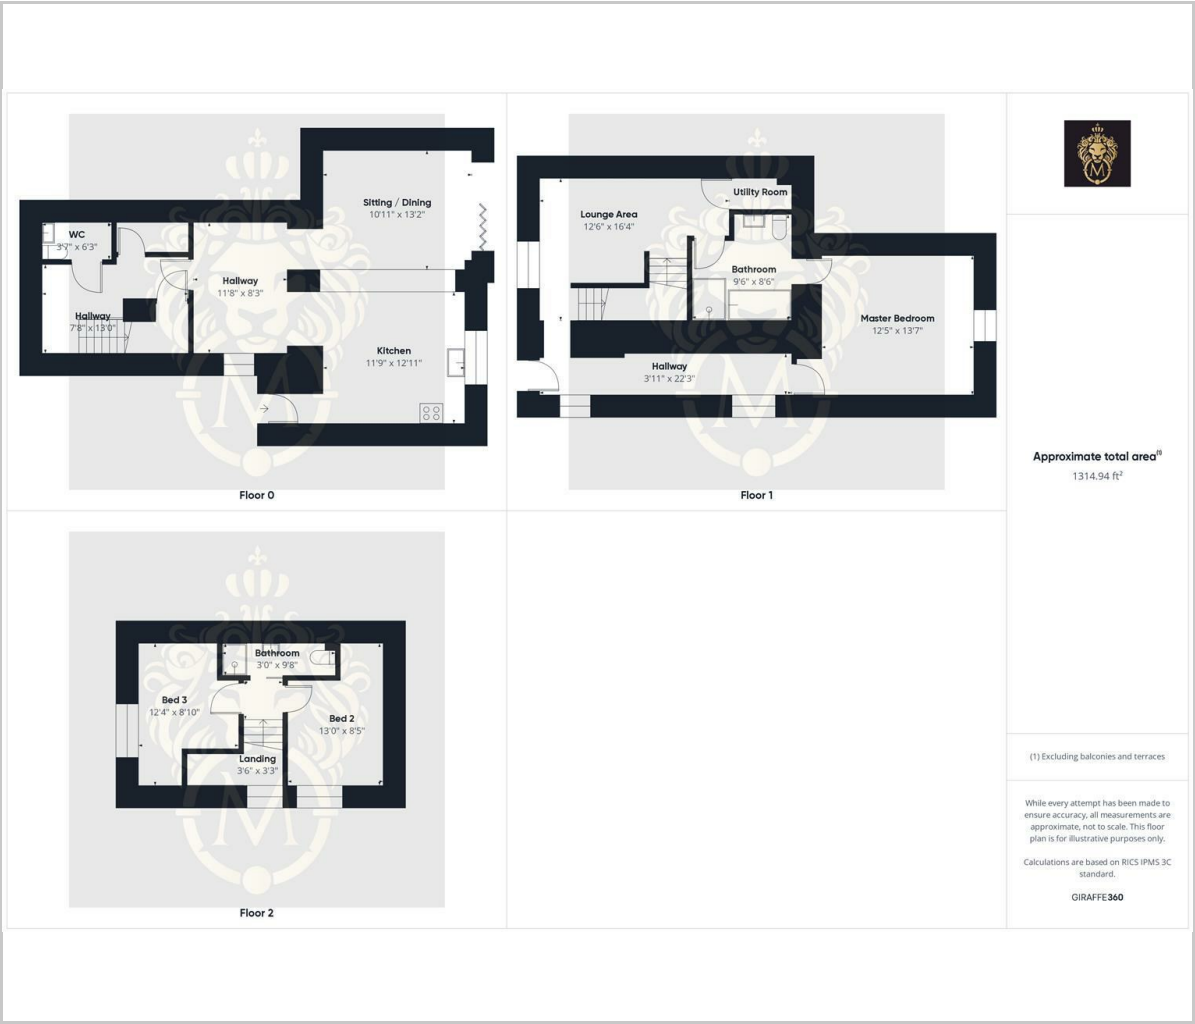 WC
3'7" x 6'3"
Hallway
7'8" x 13'0"
Hallway
11'8" x 8'3"
Sitting / Dining
10'11" x 13'2"
Kitchen
11'9" x 12'11"
Floor 0
Lounge Area
12'6" x 16'4"
Utility Room
Bathroom
9'6" x 8'6"
Master Bedroom
12'5" x 13'7"
Hallway
3'11" x 22'3"
Floor 1
Bathroom
3'0" x 9'8"
Bed 3
12'4" x 8'10"
Bed 2
13'0" x 8'5"
Landing
3'6" x 3'3"
M
Floor 2
M
Approximate total area(1)
1314.94 ft²
(1) Excluding balconies and terraces
While every attempt has been made to
ensure accuracy, all measurements are
approximate, not to scale. This floor
plan is for illustrative purposes only.
Calculations are based on RICS IPMS 3C
standard.
GIRAFFE360